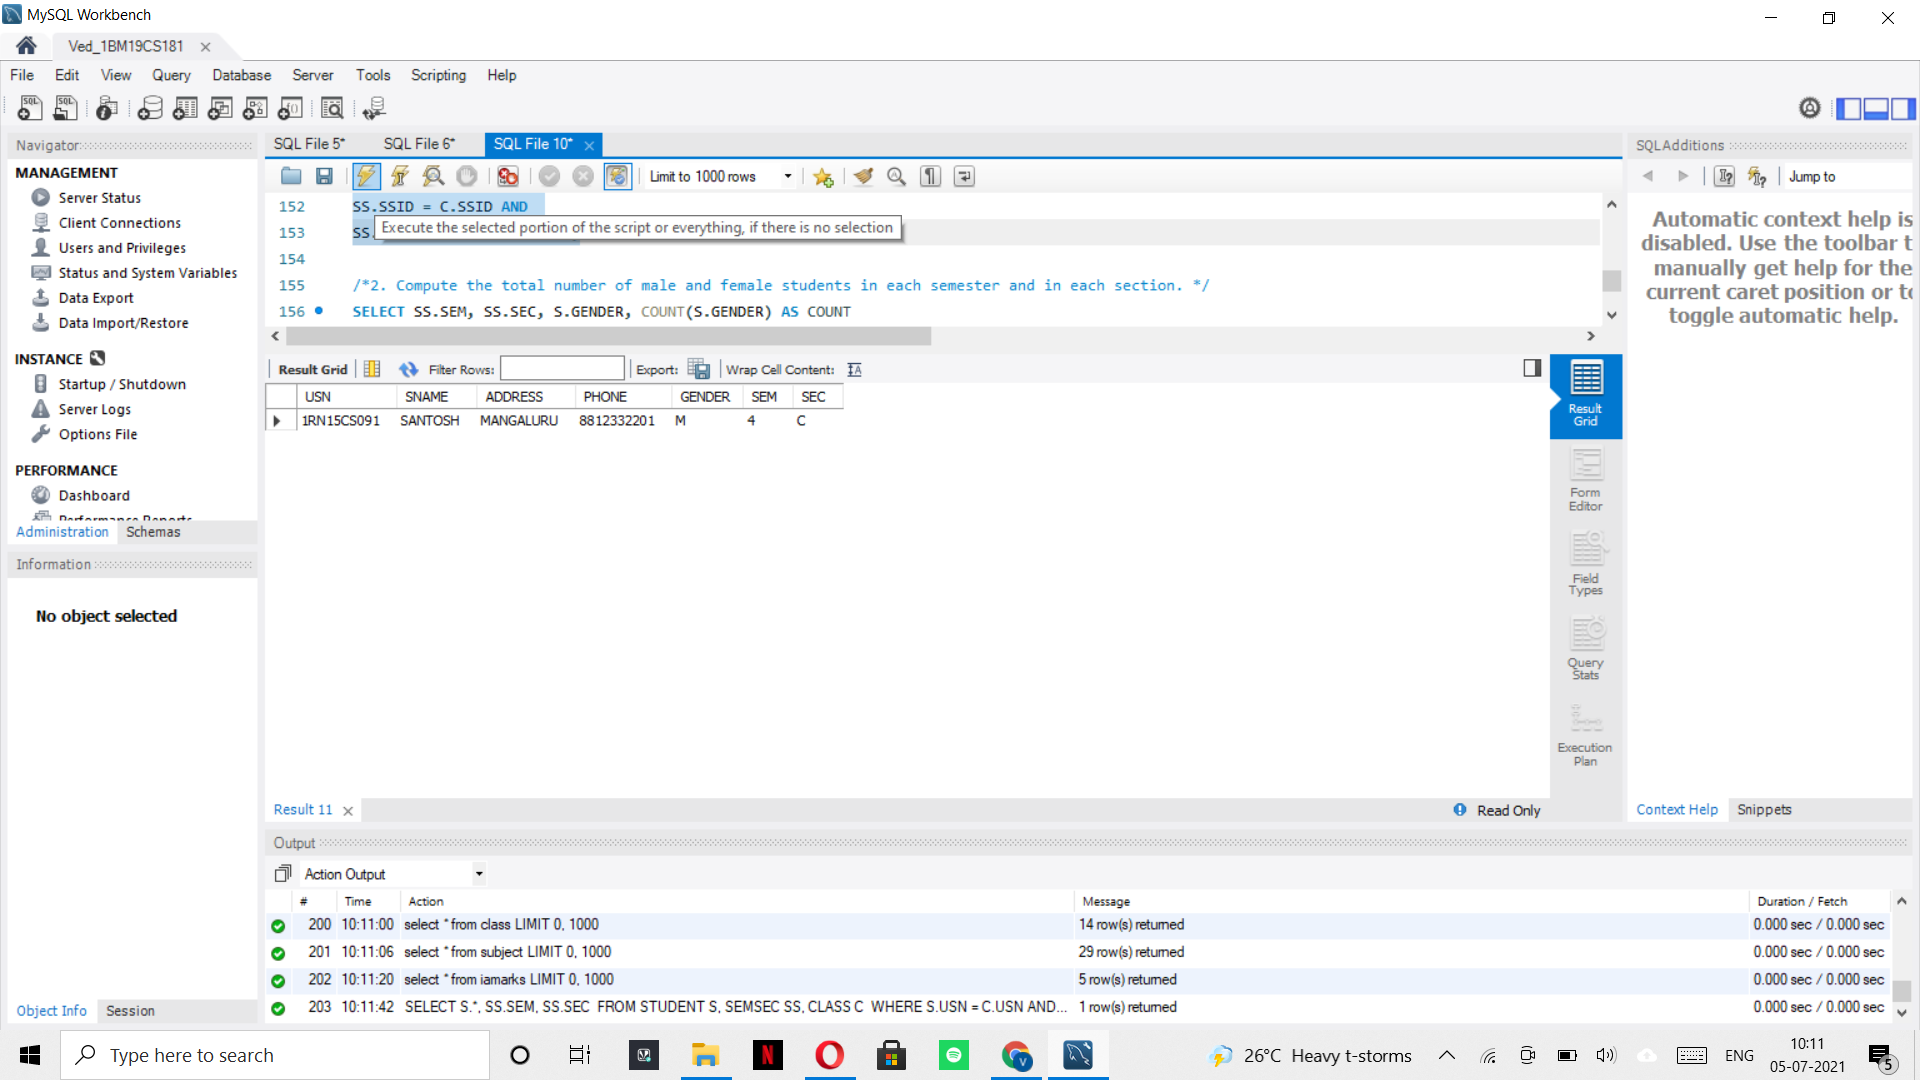 MySQL Workbench
Ved_1BM19CS181
File Edit View Query Database Server Tools Scripting Help
Navigator
MANAGEMENT
Server Status
Client Connections
Users and Privileges
Status and System Variables
Data Export
Data Import/Restore
INSTANCE
Startup / Shutdown
Server Logs
Options File
PERFORMANCE
Dashboard
Performance Reports
Administration Schemas
Information
No object selected
Object Info Session
SQL File 5* SQL File 6* SQL File 10*
Limit to 1000 rows
152 SS.SSID = C.SSID AND
153 SS.
Execute the selected portion of the script or everything, if there is no selection
154
155 /*2. Compute the total number of male and female students in each semester and in each section. */
156 SELECT SS.SEM, SS.SEC, S.GENDER, COUNT(S.GENDER) AS COUNT
Result Grid Filter Rows: Export: Wrap Cell Content:
USN SNAME ADDRESS PHONE GENDER SEM SEC
1RN15CS091 SANTOSH MANGALURU 8812332201 M 4 C
Result
Grid
Form
Editor
Field
Types
Query
Stats
Execution
Plan
Result 11
Read Only
SQLAdditions
Jump to
Automatic context help is
disabled. Use the toolbar t
manually get help for the
current caret position or to
toggle automatic help.
Context Help Snippets
Output
Action Output
# Time Action Message Duration / Fetch
200 10:11:00 select * from class LIMIT 0, 1000 14 row(s) returned 0.000 sec / 0.000 sec
201 10:11:06 select * from subject LIMIT 0, 1000 29 row(s) returned 0.000 sec / 0.000 sec
202 10:11:20 select * from iamarks LIMIT 0, 1000 5 row(s) returned 0.000 sec / 0.000 sec
203 10:11:42 SELECT S.*, SS.SEM, SS.SEC FROM STUDENT S, SEMSEC SS, CLASS C WHERE S.USN = C.USN AND... 1 row(s) returned 0.000 sec / 0.000 sec
Type here to search
26°C Heavy t-storms
ENG
10:11
05-07-2021
5